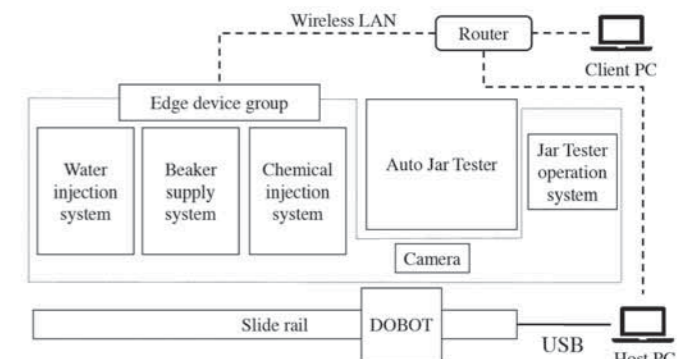 Wireless LAN
Router
Client PC
Edge device group
Water
injection
system
Beaker
supply
system
Chemical
injection
system
Auto Jar Tester
Jar Tester
operation
system
Camera
Slide rail
DOBOT
USB
Host PC